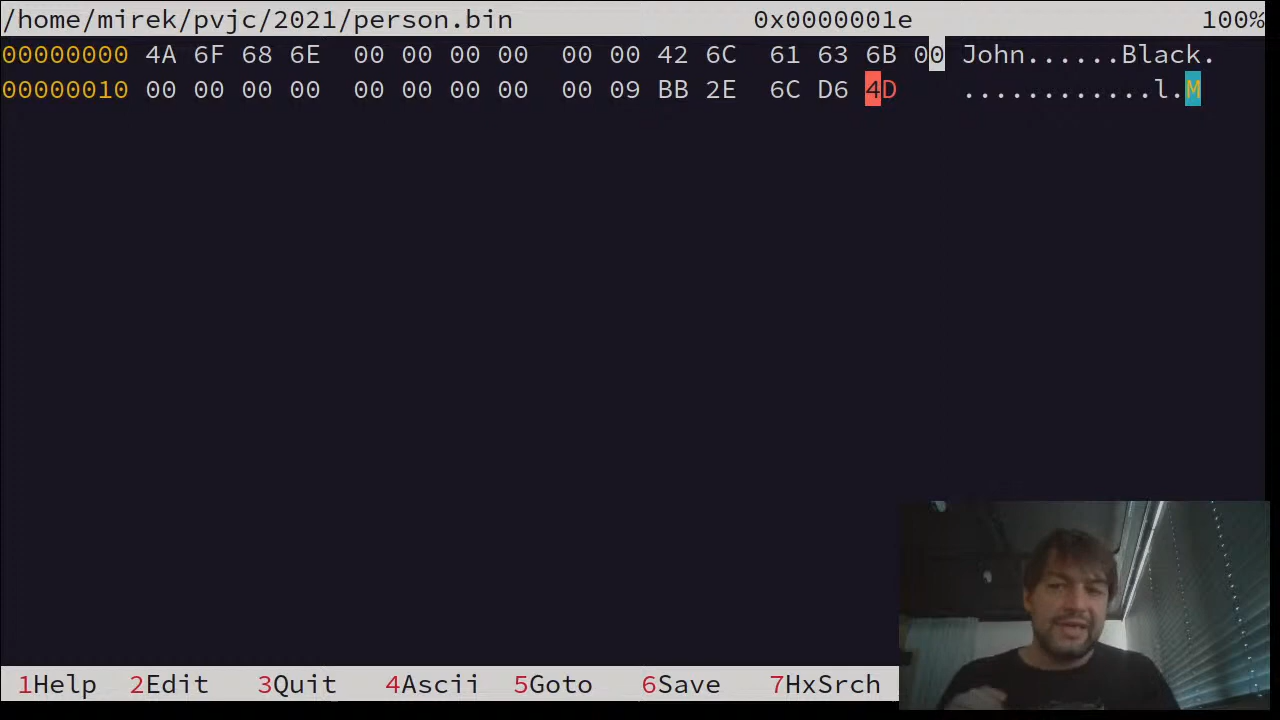 /home/mirek/pvjc/2021/person.bin 0x0000001e 100%
00000000 4A 6F 68 6E 00 00 00 00 00 00 42 6C 61 63 6B 00 John......Black.
00000010 00 00 00 00 00 00 00 00 00 09 BB 2E 6C D6 4D ............l.M
1Help 2Edit 3Quit 4Ascii 5Goto 6Save 7HxSrch